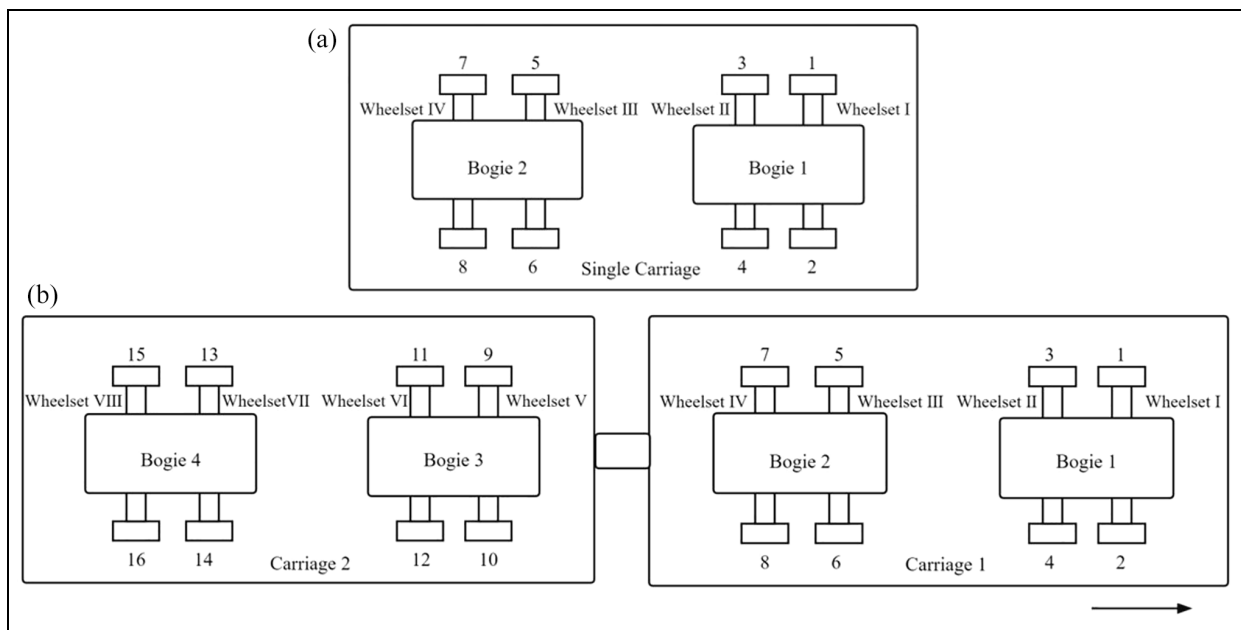 (a)
7 5 3 1
Wheelset IV Wheelset III Wheelset II Wheelset I
Bogie 2 Bogie 1
8 6 Single Carriage 4 2
(b)
15 13 11 9 7 5 3 1
Wheelset VIII WheelsetVII Wheelset VI Wheelset V Wheelset IV Wheelset III Wheelset II Wheelset I
Bogie 4 Bogie 3 Bogie 2 Bogie 1
16 14 Carriage 2 12 10 8 6 Carriage 1 4 2